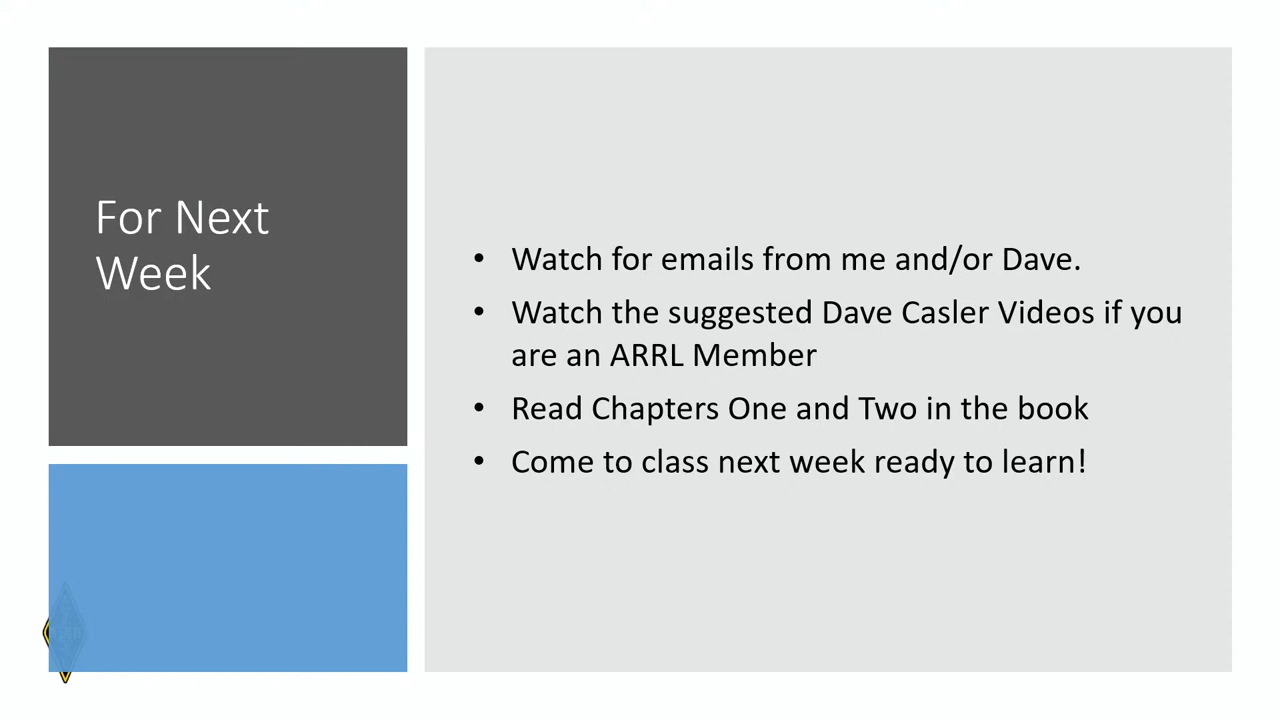 For Next
Week
• Watch for emails from me and/or Dave.
• Watch the suggested Dave Casler Videos if you
are an ARRL Member
• Read Chapters One and Two in the book
• Come to class next week ready to learn!